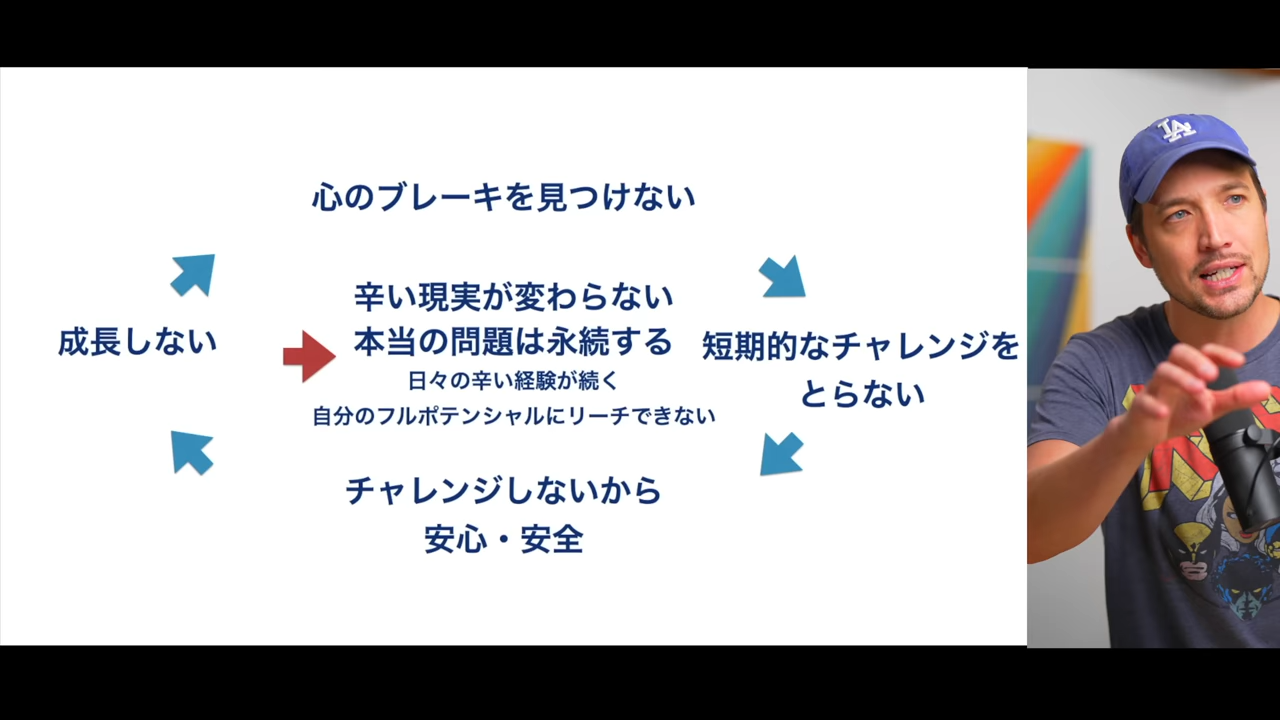 心のブレーキを見つけない
辛い現実が変わらない
成長しない
本当の問題は永続する
短期的なチャレンジを
とらない
日々の辛い経験が続く
自分のフルポテンシャルにリーチできない
チャレンジしないから
安心・安全
LA